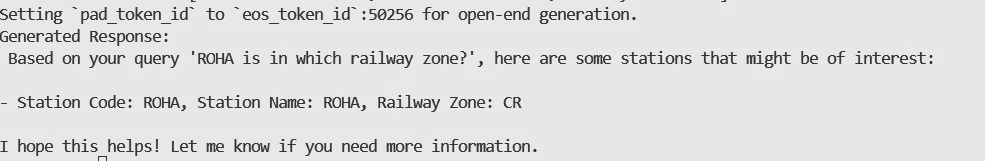 Setting `pad_token_id` to `eos_token_id`:50256 for open-end generation.
Generated Response:
Based on your query 'ROHA is in which railway zone?', here are some stations that might be of interest:
- Station Code: ROHA, Station Name: ROHA, Railway Zone: CR
I hope this helps! Let me know if you need more information.